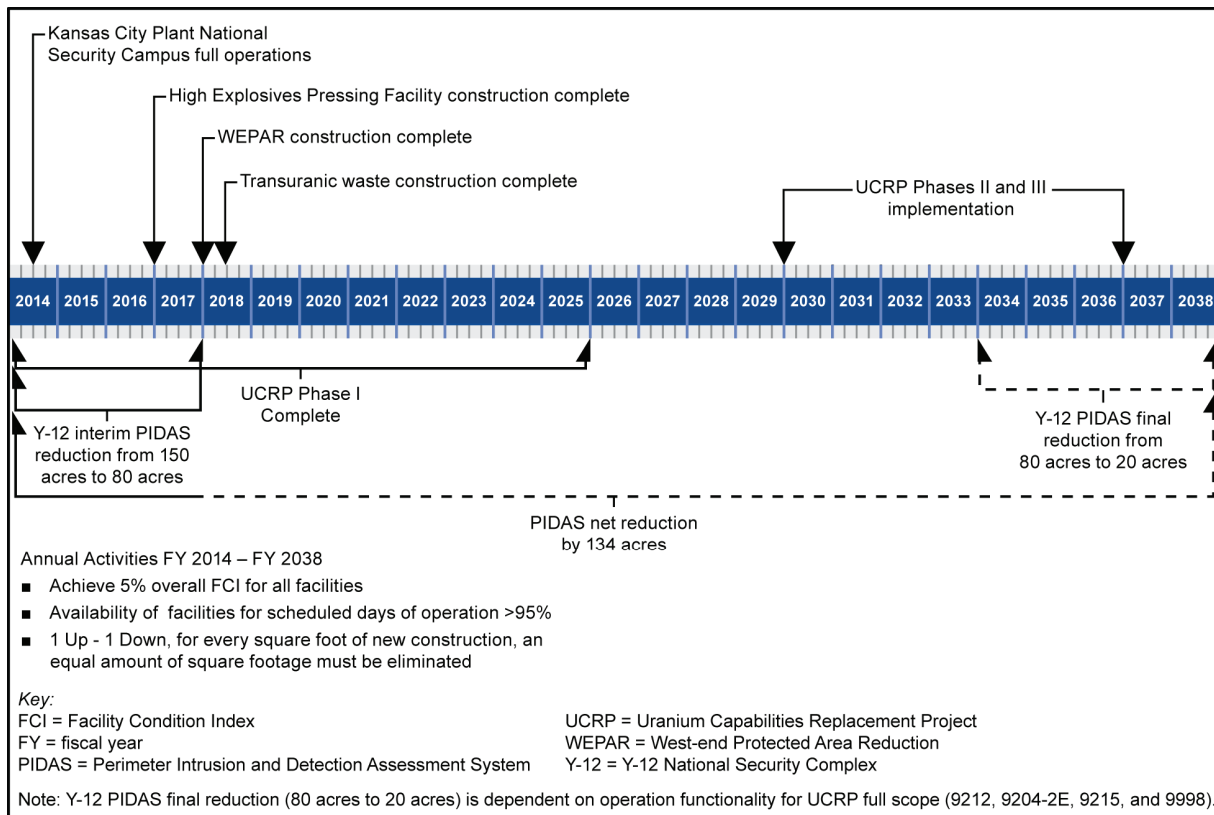 Kansas City Plant National
Security Campus full operations
High Explosives Pressing Facility construction complete
WEPAR construction complete
Transuranic waste construction complete
UCRP Phases II and III
implementation
2014 2015 2016 2017 2018 2019 2020 2021 2022 2023 2024 2025 2026 2027 2028 2029 2030 2031 2032 2033 2034 2035 2036 2037 2038
UCRP Phase I
Complete
Y-12 interim PIDAS
reduction from 150
acres to 80 acres
Y-12 PIDAS final
reduction from
80 acres to 20 acres
PIDAS net reduction
by 134 acres
Annual Activities FY 2014 – FY 2038
■ Achieve 5% overall FCI for all facilities
■ Availability of facilities for scheduled days of operation >95%
■ 1 Up - 1 Down, for every square foot of new construction, an
equal amount of square footage must be eliminated
Key:
FCI = Facility Condition Index
FY = fiscal year
PIDAS = Perimeter Intrusion and Detection Assessment System
UCRP = Uranium Capabilities Replacement Project
WEPAR = West-end Protected Area Reduction
Y-12 = Y-12 National Security Complex
Note: Y-12 PIDAS final reduction (80 acres to 20 acres) is dependent on operation functionality for UCRP full scope (9212, 9204-2E, 9215, and 9998).